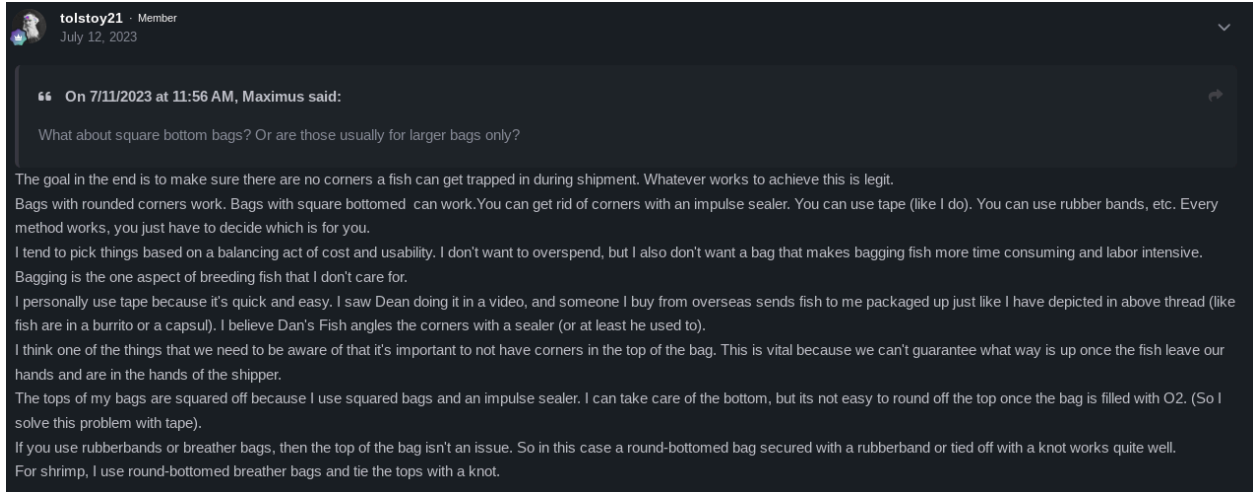 tolstoy21 · Member
July 12, 2023
On 7/11/2023 at 11:56 AM, Maximus said:
What about square bottom bags? Or are those usually for larger bags only?
The goal in the end is to make sure there are no corners a fish can get trapped in during shipment. Whatever works to achieve this is legit.
Bags with rounded corners work. Bags with square bottomed  can work.You can get rid of corners with an impulse sealer. You can use tape (like I do). You can use rubber bands, etc. Every
method works, you just have to decide which is for you.
I tend to pick things based on a balancing act of cost and usability. I don't want to overspend, but I also don't want a bag that makes bagging fish more time consuming and labor intensive.
Bagging is the one aspect of breeding fish that I don't care for.
I personally use tape because it's quick and easy. I saw Dean doing it in a video, and someone I buy from overseas sends fish to me packaged up just like I have depicted in above thread (like
fish are in a burrito or a capsul). I believe Dan's Fish angles the corners with a sealer (or at least he used to).
I think one of the things that we need to be aware of that it's important to not have corners in the top of the bag. This is vital because we can't guarantee what way is up once the fish leave our
hands and are in the hands of the shipper.
The tops of my bags are squared off because I use squared bags and an impulse sealer. I can take care of the bottom, but its not easy to round off the top once the bag is filled with O2. (So I
solve this problem with tape).
If you use rubberbands or breather bags, then the top of the bag isn't an issue. So in this case a round-bottomed bag secured with a rubberband or tied off with a knot works quite well.
For shrimp, I use round-bottomed breather bags and tie the tops with a knot.